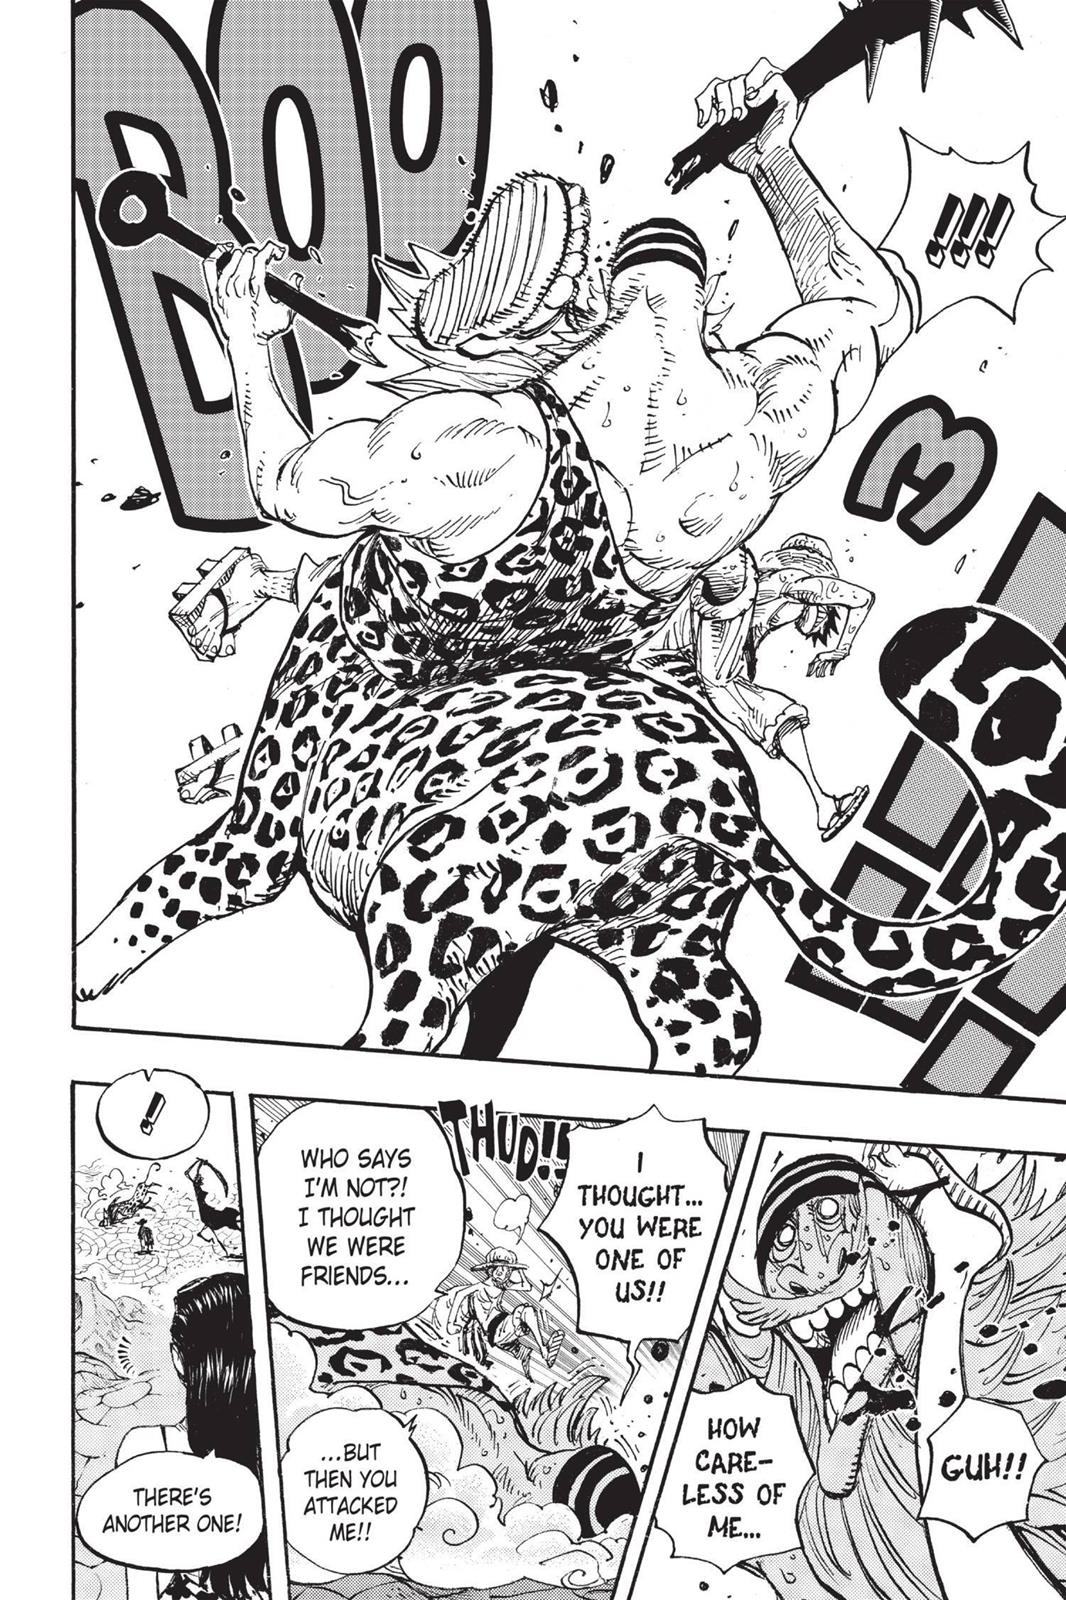 !!!
BOOM
GUH!!
HOW
CARE-
LESS OF
ME...
I
THOUGHT...
YOU WERE
ONE OF
US!!
THUD!!
WHO SAYS
I'M NOT?!
I THOUGHT
WE WERE
FRIENDS...
...BUT
THEN YOU
ATTACKED
ME!!
!!
THERE'S
ANOTHER ONE!